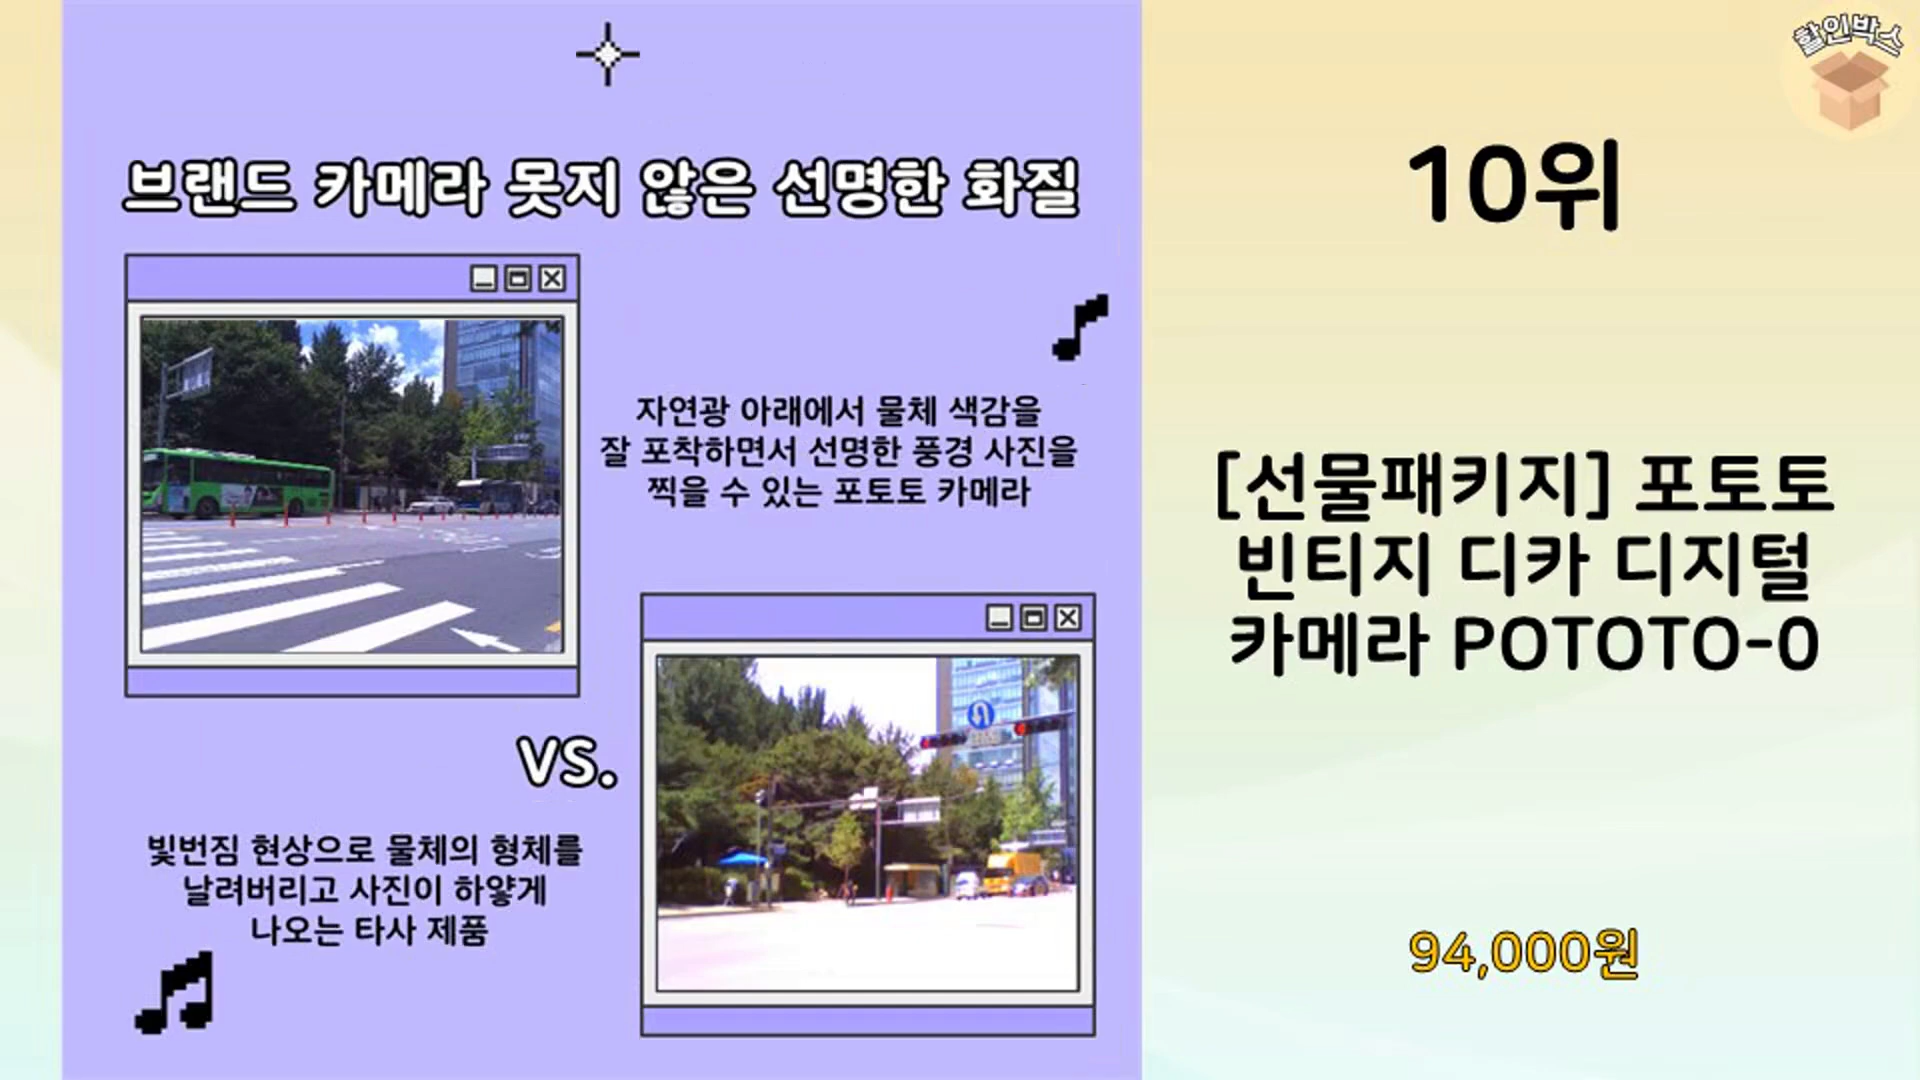 브랜드 카메라 못지 않은 선명한 화질
자연광 아래에서 물체 색감을
잘 포착하면서 선명한 풍경 사진을
찍을 수 있는 포토토 카메라
VS.
빛번짐 현상으로 물체의 형체를
날려버리고 사진이 하얗게
나오는 타사 제품
할인박스
10위
[선물패키지] 포토토
빈티지 디카 디지털
카메라 POTOTO-0
94,000원